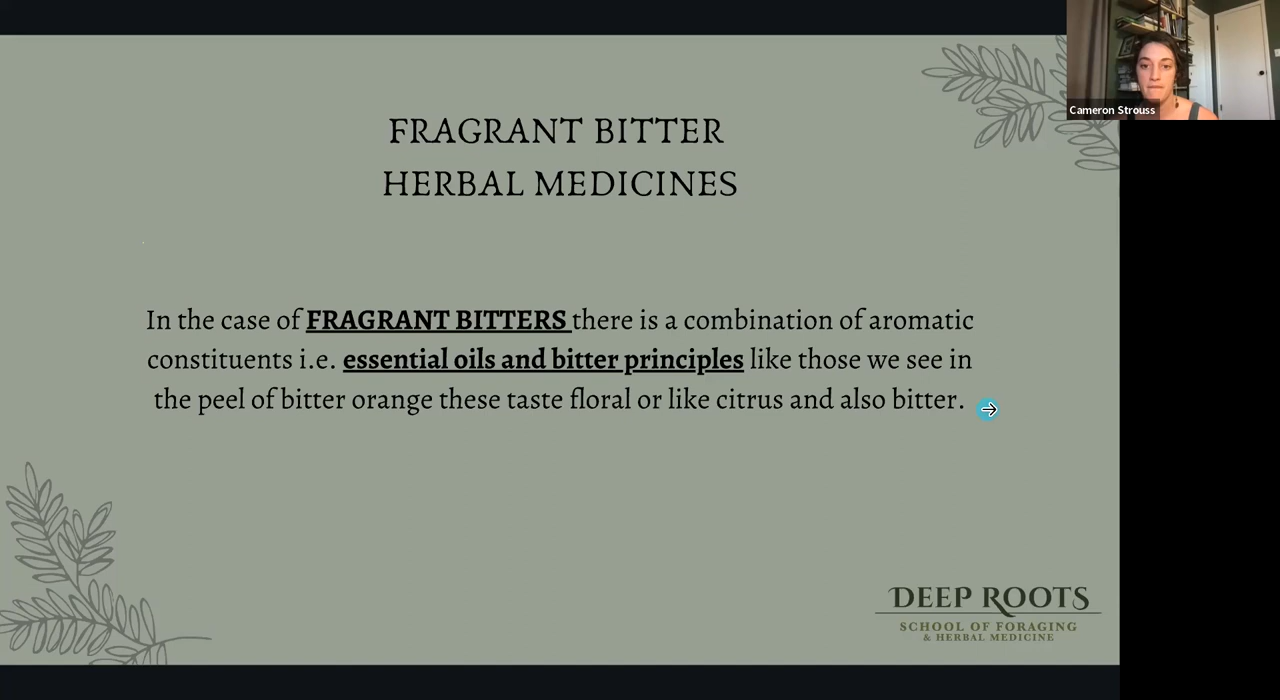 FRAGRANT BITTER
HERBAL MEDICINES
Cameron Strouss
In the case of FRAGRANT BITTERS there is a combination of aromatic
constituents i.e. essential oils and bitter principles like those we see in
the peel of bitter orange these taste floral or like citrus and also bitter.
DEEP ROOTS
SCHOOL OF FORAGING
& HERBAL MEDICINE